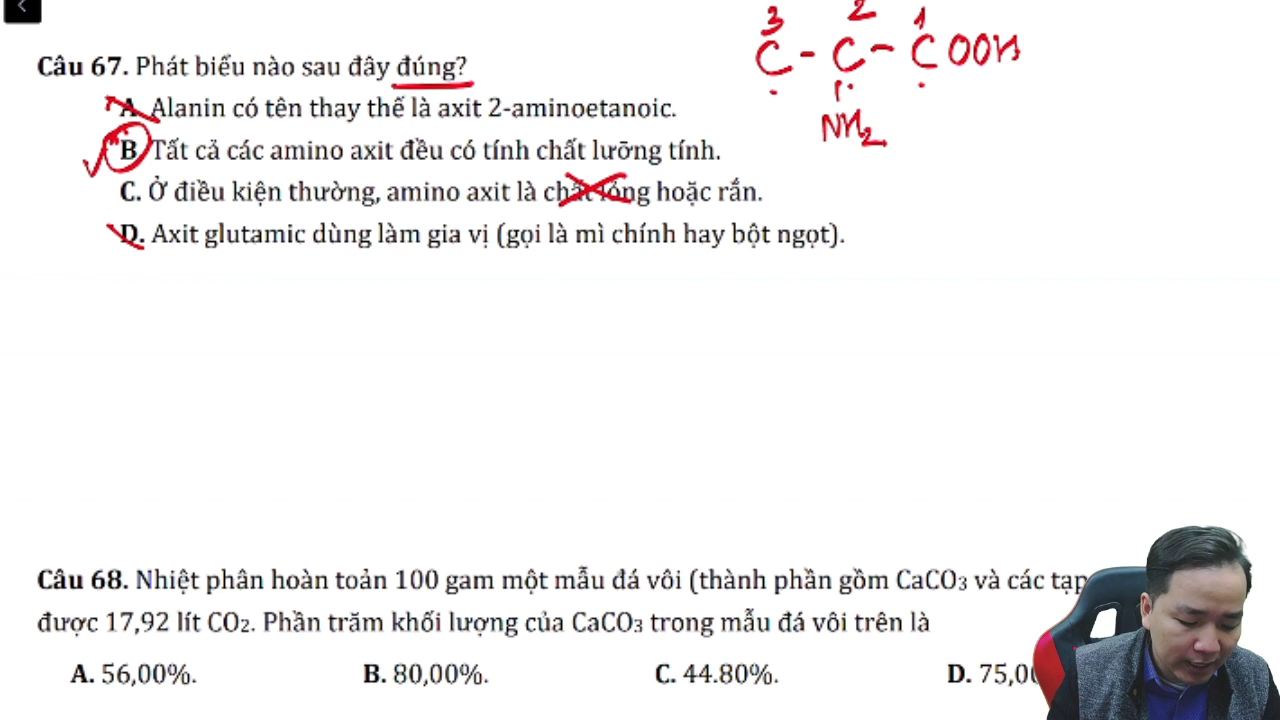 3 2 1
C - C - COOH
NH2
Câu 67. Phát biểu nào sau đây đúng?
A. Alanin có tên thay thế là axit 2-aminoetanoic.
B. Tất cả các amino axit đều có tính chất lưỡng tính.
C. Ở điều kiện thường, amino axit là chất lỏng hoặc rắn.
D. Axit glutamic dùng làm gia vị (gọi là mì chính hay bột ngọt).
Câu 68. Nhiệt phân hoàn toản 100 gam một mẫu đá vôi (thành phần gồm CaCO3 và các tạp
được 17,92 lít CO2. Phần trăm khối lượng của CaCO3 trong mẫu đá vôi trên là
A. 56,00%. B. 80,00%. C. 44.80%. D. 75,0